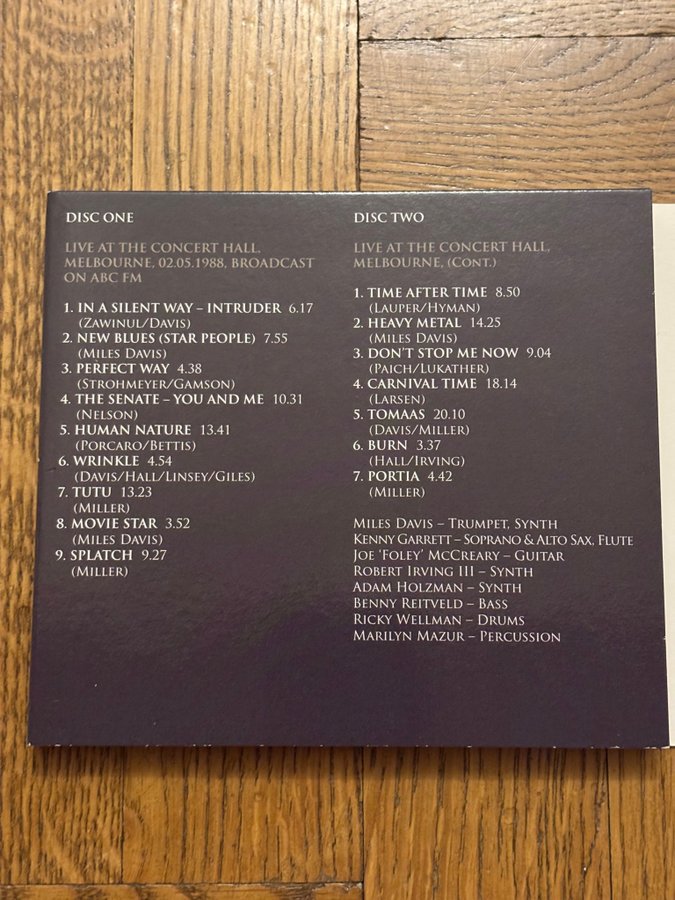 DISC ONE
LIVE AT THE CONCERT HALL.
MELBOURNE, 02.05.1988, BROADCAST
ON ABC FM
1. IN A SILENT WAY – INTRUDER 6.17
(ZAWINUL/DAVIS)
2. NEW BLUES (STAR PEOPLE) 7.55
(MILES DAVIS)
3. PERFECT WAY 4.38
(STROHMEYER/GAMSON)
4. THE SENATE – YOU AND ME 10.31
(NELSON)
5. HUMAN NATURE 13.41
(PORCARO/BETTIS)
6. WRINKLE 4.54
(DAVIS/HALL/LINSEY/GILES)
7. TUTU 13.23
(MILLER)
8. MOVIE STAR 3.52
(MILES DAVIS)
9. SPLATCH 9.27
(MILLER)
DISC TWO
LIVE AT THE CONCERT HALL,
MELBOURNE, (CONT.)
1. TIME AFTER TIME 8.50
(LAUPER/HYMAN)
2. HEAVY METAL 14.25
(MILES DAVIS)
3. DON'T STOP ME NOW 9.04
(PAICH/LUKATHER)
4. CARNIVAL TIME 18.14
(LARSEN)
5. TOMAAS 20.10
(DAVIS/MILLER)
6. BURN 3.37
(HALL/IRVING)
7. PORTIA 4.42
(MILLER)
MILES DAVIS – TRUMPET, SYNTH
KENNY GARRETT – SOPRANO & ALTO SAX, FLUTE
JOE 'FOLEY' MCCREARY – GUITAR
ROBERT IRVING III – SYNTH
ADAM HOLZMAN – SYNTH
BENNY REITVELD – BASS
RICKY WELLMAN – DRUMS
MARILYN MAZUR – PERCUSSION